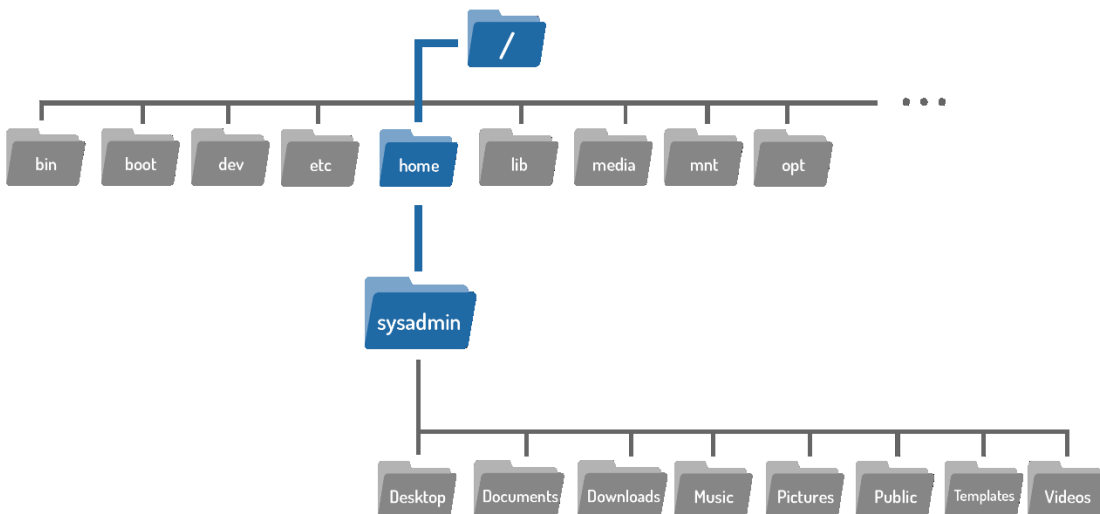 /
bin
boot
dev
etc
home
lib
media
mnt
opt
sysadmin
Desktop
Documents
Downloads
Music
Pictures
Public
Templates
Videos